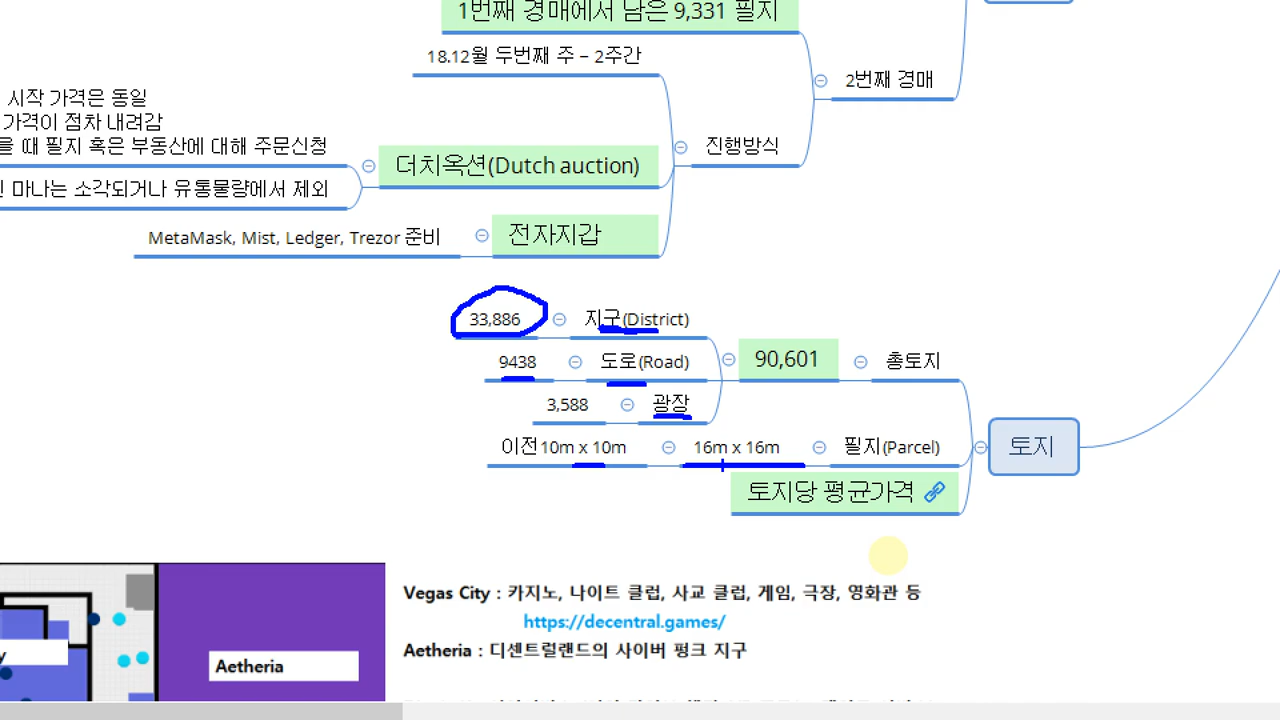 1번째 경매에서 남은 9,331 필지
18.12월 두번째 주 – 2주간
2번째 경매
시작 가격은 동일
가격이 점차 내려감
을 때 필지 혹은 부동산에 대해 주문신청
더치옥션(Dutch auction)
진행방식
마나는 소각되거나 유통물량에서 제외
MetaMask, Mist, Ledger, Trezor 준비
전자지갑
33,886
지구(District)
9438
도로(Road)
90,601
총토지
3,588
광장
이전10m x 10m
16m x 16m
필지(Parcel)
토지
토지당 평균가격
Vegas City : 카지노, 나이트 클럽, 사교 클럽, 게임, 극장, 영화관 등
https://decentral.games/
Aetheria : 디센트럴랜드의 사이버 펑크 지구
y
Aetheria